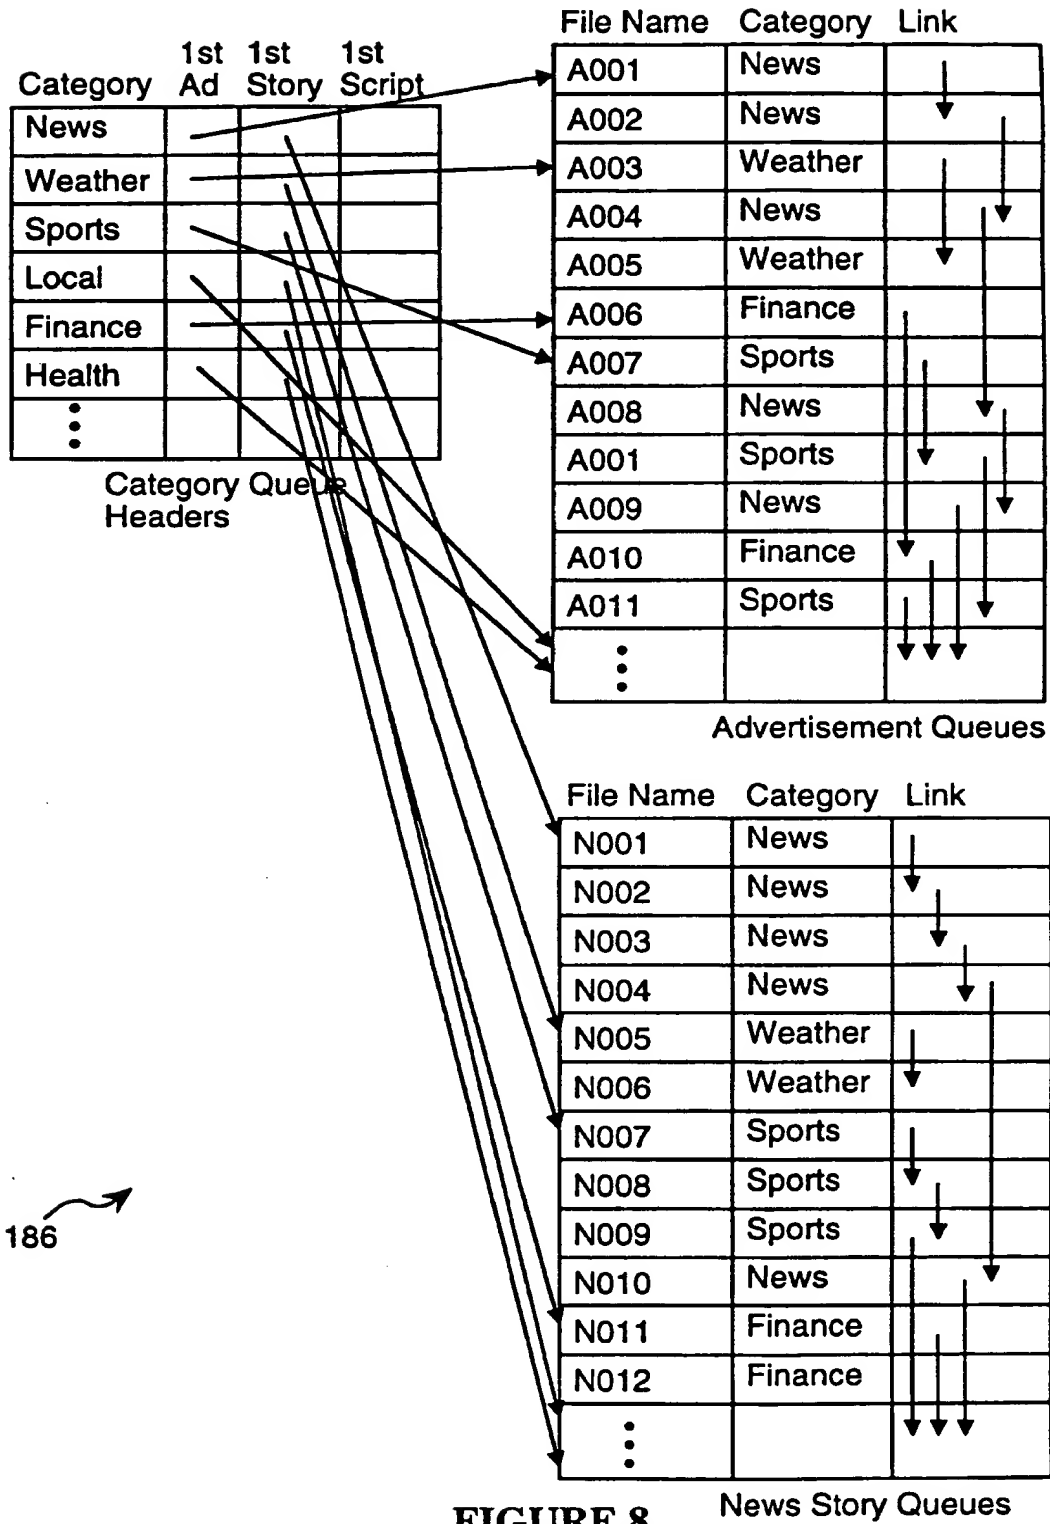 1st 1st 1st
Category Ad Story Script
News
Weather
Sports
Local
Finance
Health
Category Queue
Headers
File Name Category Link
A001 News
A002 News
A003 Weather
A004 News
A005 Weather
A006 Finance
A007 Sports
A008 News
A001 Sports
A009 News
A010 Finance
A011 Sports
Advertisement Queues
File Name Category Link
N001 News
N002 News
N003 News
N004 News
N005 Weather
N006 Weather
N007 Sports
N008 Sports
N009 Sports
N010 News
N011 Finance
N012 Finance
News Story Queues
186
FIGURE 8